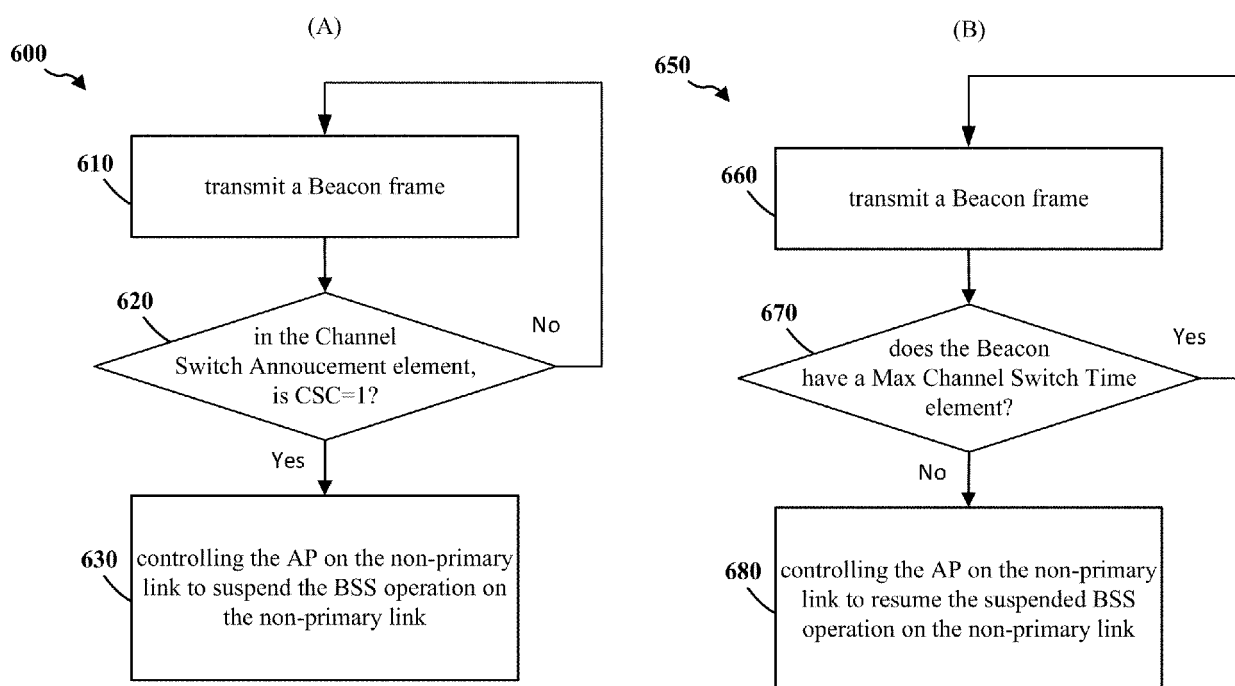 (A)
600
610
transmit a Beacon frame
620
in the Channel
Switch Annoucement element,
is CSC=1?
No
Yes
630
controlling the AP on the non-primary
link to suspend the BSS operation on
the non-primary link
(B)
650
660
transmit a Beacon frame
670
does the Beacon
have a Max Channel Switch Time
element?
Yes
No
680
controlling the AP on the non-primary
link to resume the suspended BSS
operation on the non-primary link